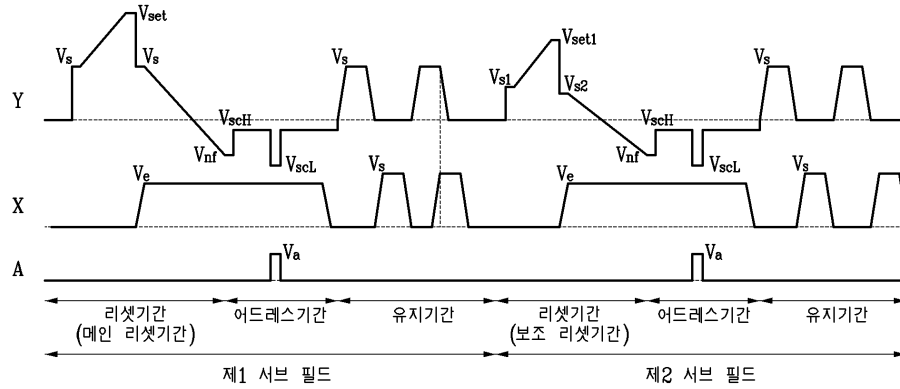 Vset
Vs
Vs
Y
VscH
Vnf
VscL
Vs
Vs1
Vset1
Vs2
VscH
Vnf
VscL
Vs
X
Ve
Vs
Ve
Vs
A
Va
Va
리셋기간
(메인 리셋기간)
어드레스기간
유지기간
리셋기간
(보조 리셋기간)
어드레스기간
유지기간
제1 서브 필드
제2 서브 필드